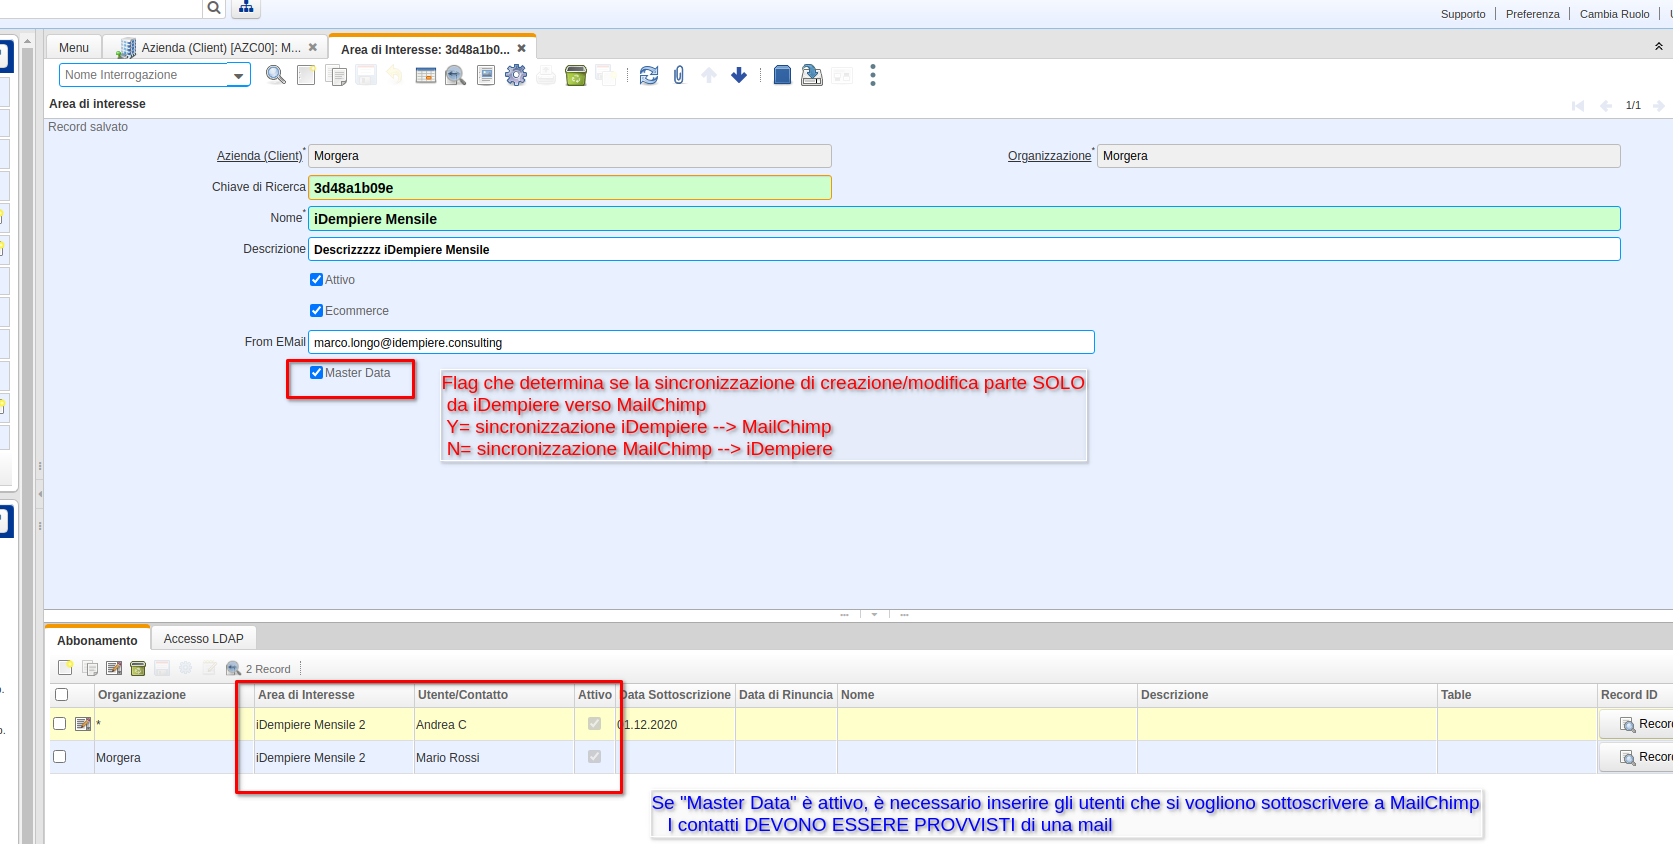 Supporto Preferenza Cambia Ruolo
Menu Azienda (Client) [AZC00]: M... Area di Interesse: 3d48a1b0...
Nome Interrogazione
Area di interesse 1/1
Record salvato
Azienda (Client)* Morgera Organizzazione* Morgera
Chiave di Ricerca 3d48a1b09e
Nome* iDempiere Mensile
Descrizione Descrizzzzz iDempiere Mensile
Attivo
Ecommerce
From EMail marco.longo@idempiere.consulting
Master Data
Flag che determina se la sincronizzazione di creazione/modifica parte SOLO
da iDempiere verso MailChimp
Y= sincronizzazione iDempiere --> MailChimp
N= sincronizzazione MailChimp --> iDempiere
Abbonamento Accesso LDAP
2 Record
Organizzazione Area di Interesse Utente/Contatto Attivo Data Sottoscrizione Data di Rinuncia Nome Descrizione Table Record ID
* iDempiere Mensile 2 Andrea C 01.12.2020 Recor
Morgera iDempiere Mensile 2 Mario Rossi Recor
Se "Master Data" è attivo, è necessario inserire gli utenti che si vogliono sottoscrivere a MailChimp
I contatti DEVONO ESSERE PROVVISTI di una mail